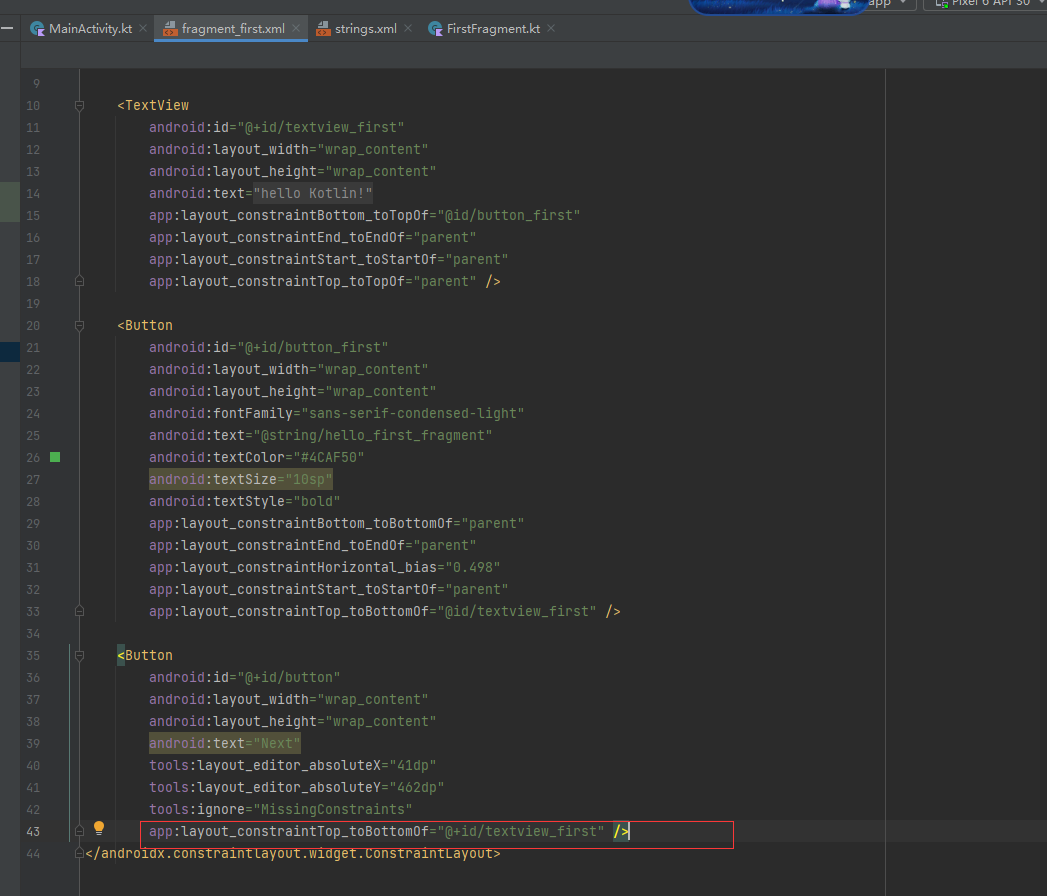 app
Pixel 6 API 30
MainActivity.kt
fragment_first.xml
strings.xml
FirstFragment.kt
9
10 <TextView
11 android:id="@+id/textview_first"
12 android:layout_width="wrap_content"
13 android:layout_height="wrap_content"
14 android:text="hello Kotlin!"
15 app:layout_constraintBottom_toTopOf="@id/button_first"
16 app:layout_constraintEnd_toEndOf="parent"
17 app:layout_constraintStart_toStartOf="parent"
18 app:layout_constraintTop_toTopOf="parent" />
19
20 <Button
21 android:id="@+id/button_first"
22 android:layout_width="wrap_content"
23 android:layout_height="wrap_content"
24 android:fontFamily="sans-serif-condensed-light"
25 android:text="@string/hello_first_fragment"
26 android:textColor="#4CAF50"
27 android:textSize="10sp"
28 android:textStyle="bold"
29 app:layout_constraintBottom_toBottomOf="parent"
30 app:layout_constraintEnd_toEndOf="parent"
31 app:layout_constraintHorizontal_bias="0.498"
32 app:layout_constraintStart_toStartOf="parent"
33 app:layout_constraintTop_toBottomOf="@id/textview_first" />
34
35 <Button
36 android:id="@+id/button"
37 android:layout_width="wrap_content"
38 android:layout_height="wrap_content"
39 android:text="Next"
40 tools:layout_editor_absoluteX="41dp"
41 tools:layout_editor_absoluteY="462dp"
42 tools:ignore="MissingConstraints"
43 app:layout_constraintTop_toBottomOf="@+id/textview_first" />
44 </androidx.constraintlayout.widget.ConstraintLayout>